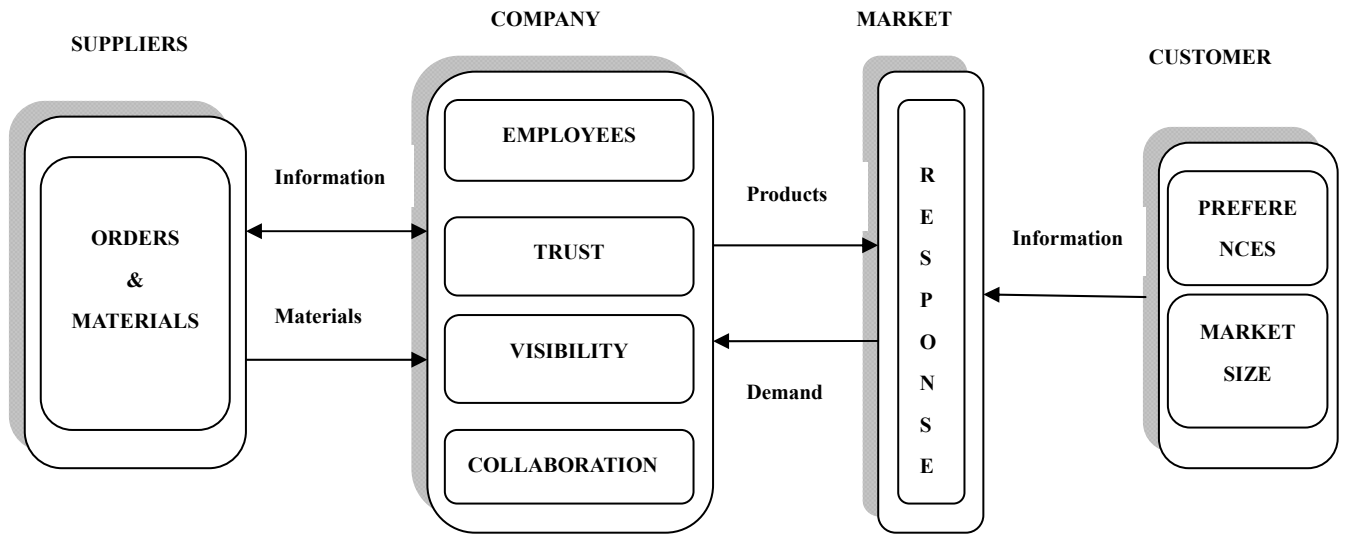 SUPPLIERS
ORDERS
&
MATERIALS
Information
Materials
COMPANY
EMPLOYEES
TRUST
VISIBILITY
COLLABORATION
Products
Demand
MARKET
R
E
S
P
O
N
S
E
Information
CUSTOMER
PREFERE
NCES
MARKET
SIZE